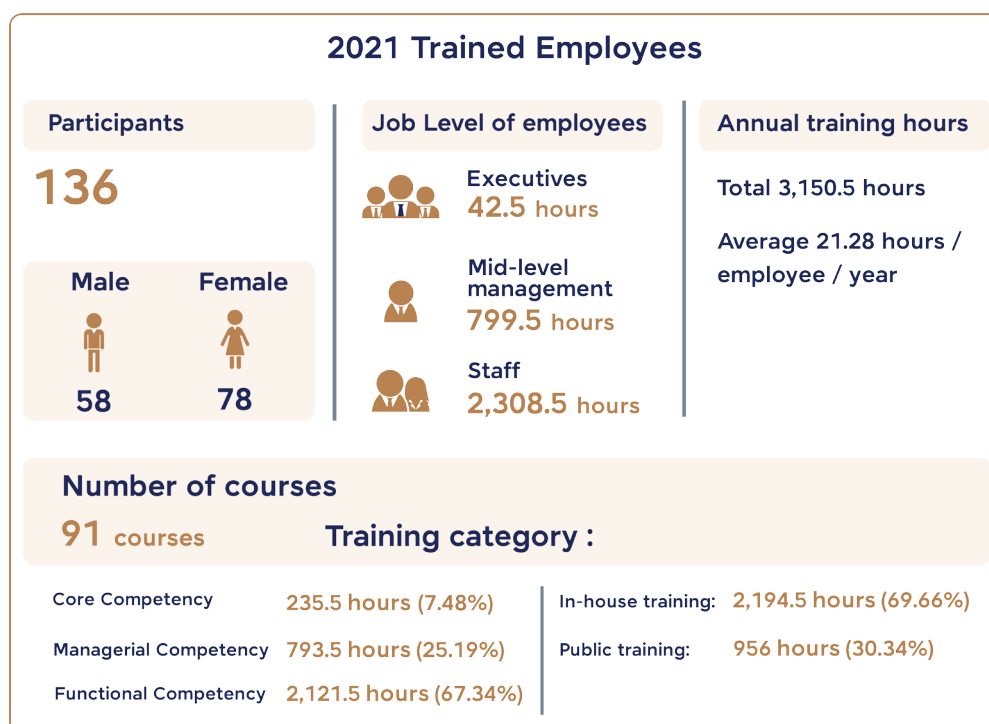 2021 Trained Employees
Participants
136
Male
Female
58
78
Job Level of employees
Executives
42.5 hours
Mid-level
management
799.5 hours
Staff
2,308.5 hours
Annual training hours
Total 3,150.5 hours
Average 21.28 hours /
employee / year
Number of courses
91 courses
Training category :
Core Competency 235.5 hours (7.48%)
Managerial Competency 793.5 hours (25.19%)
Functional Competency 2,121.5 hours (67.34%)
In-house training: 2,194.5 hours (69.66%)
Public training: 956 hours (30.34%)